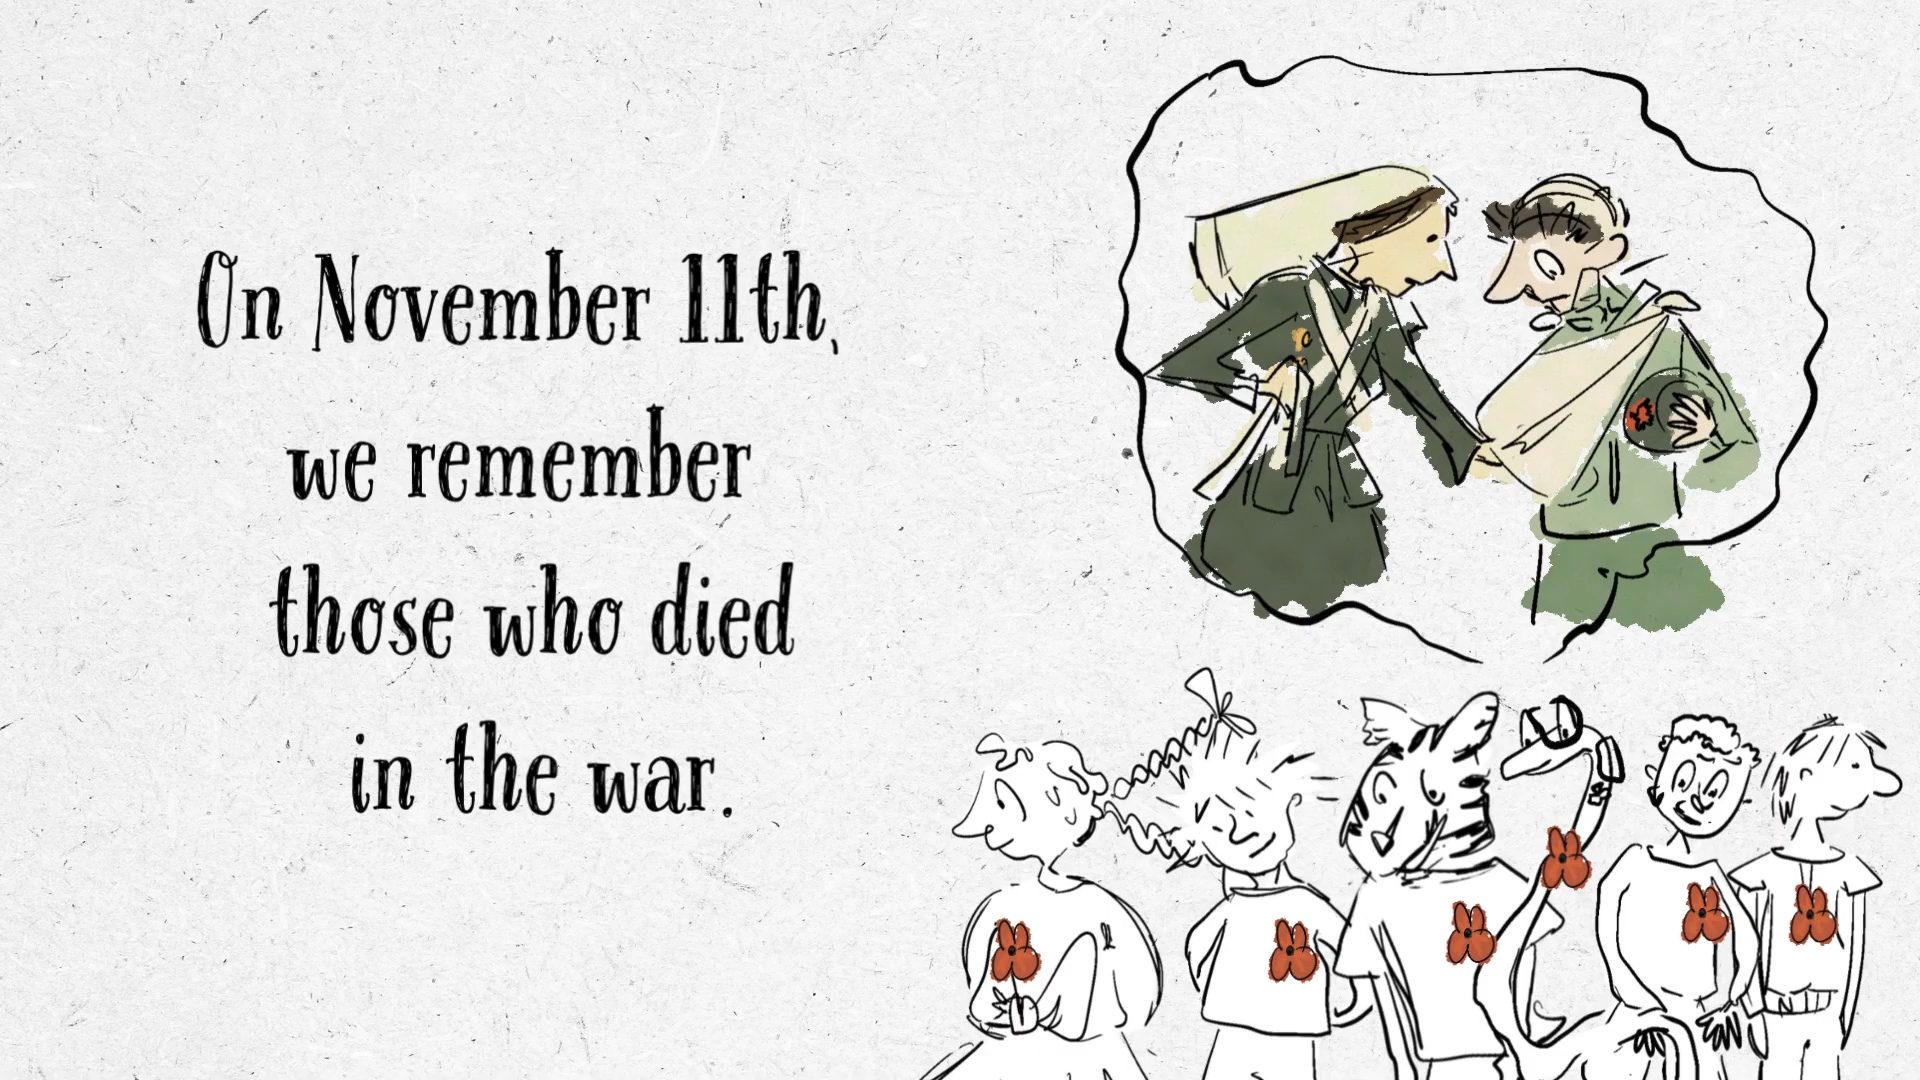 On November 11th,
we remember
those who died
in the war.